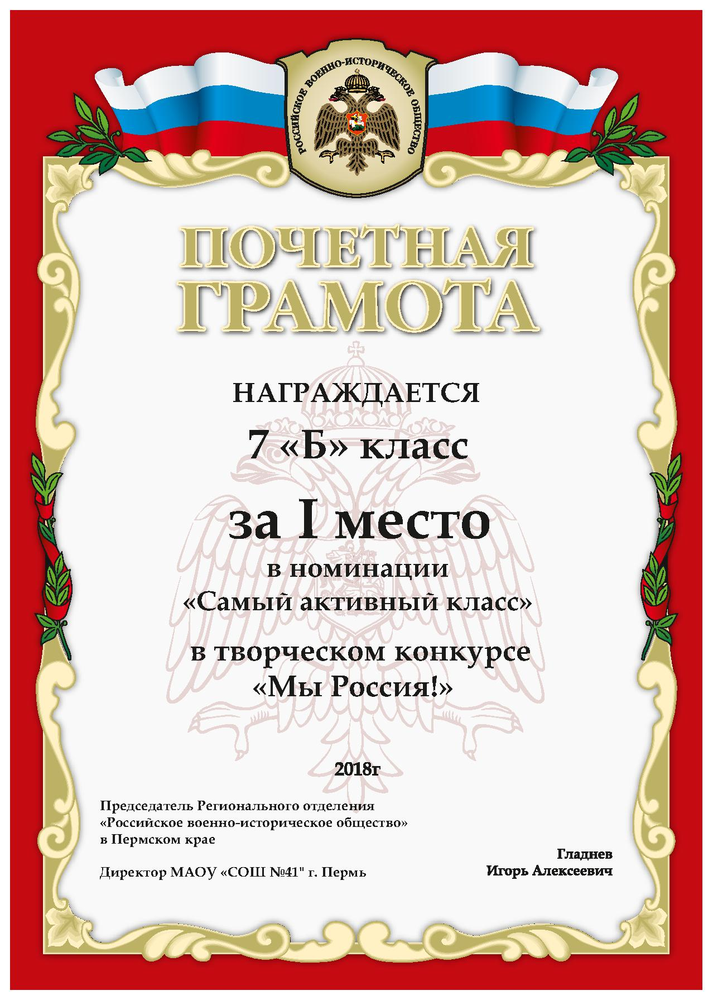 РОССИЙСКОЕ ВОЕННО-ИСТОРИЧЕСКОЕ ОБЩЕСТВО
ПОЧЕТНАЯ
ГРАМОТА
НАГРАЖДАЕТСЯ
7 «Б» класс
за I место
в номинации
«Самый активный класс»
в творческом конкурсе
«Мы Россия!»
2018г
Председатель Регионального отделения
«Российское военно-историческое общество»
в Пермском крае
Директор МАОУ «СОШ №41" г. Пермь
Гладнев
Игорь Алексеевич